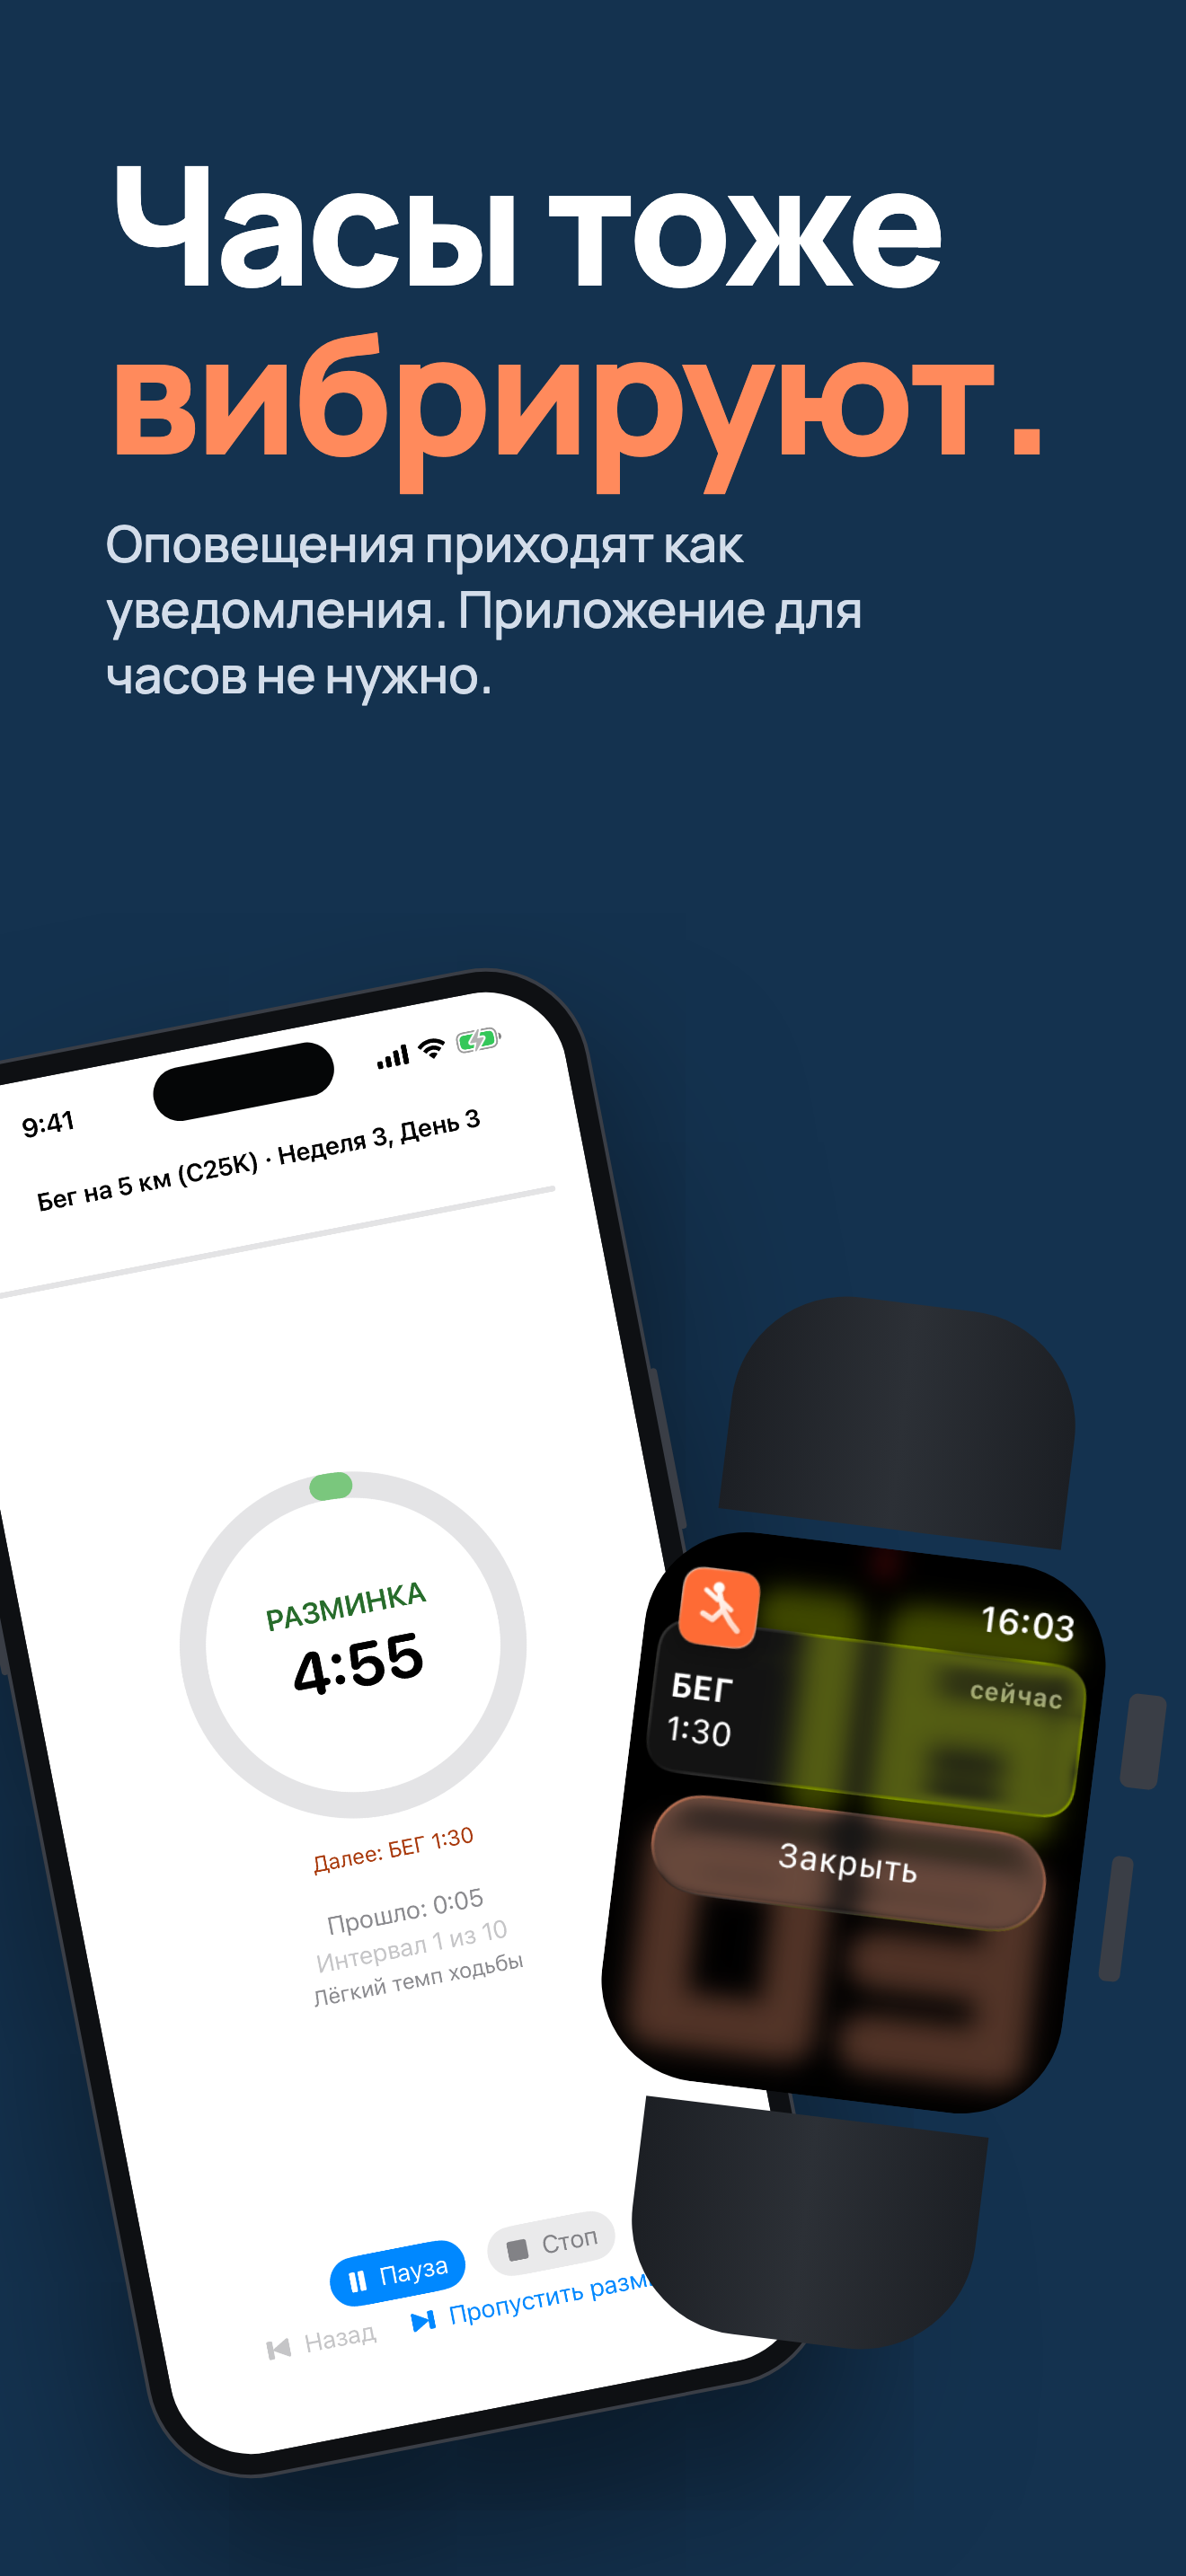 Часы тоже
вибрируют.
Оповещения приходят как
уведомления. Приложение для
часов не нужно.
9:41
Бег на 5 км (C25K) · Неделя 3, День 3
РАЗМИНКА
4:55
Далее: БЕГ 1:30
Прошло: 0:05
Интервал 1 из 10
Лёгкий темп ходьбы
Пауза
Стоп
Назад
Пропустить
16:03
сейчас
БЕГ
1:30
Закрыть